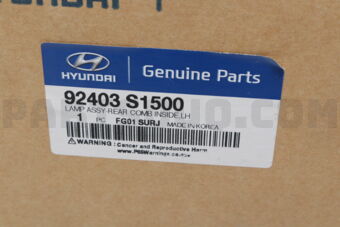 HYUNDAI
HYUNDAI
Genuine Parts
92403 S1500
LAMP ASSY-REAR COMB INSIDE,LH
1 PC FG01 SURJ MADE IN KOREA
⚠WARNING : Cancer and Reproductive Harm
www.P65Warnings.ca.gov